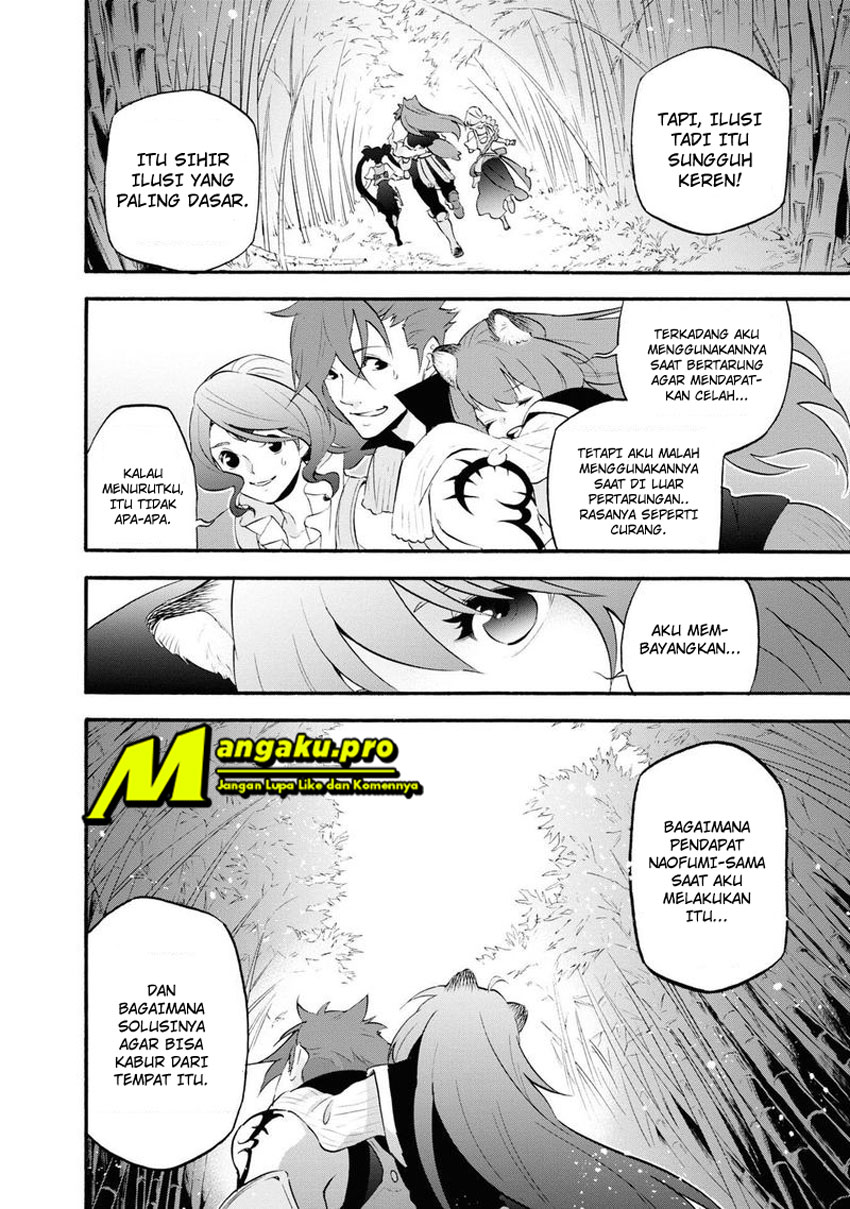 TAPI, ILUSI
TADI ITU
SUNGGUH
KEREN!
ITU SIHIR
ILUSI YANG
PALING DASAR.
TERKADANG AKU
MENGGUNAKANNYA
SAAT BERTARUNG
AGAR MENDAPAT-
KAN CELAH...
TETAPI AKU MALAH
MENGGUNAKANNYA
SAAT DI LUAR
PERTARUNGAN..
RASANYA SEPERTI
CURANG.
KALAU
MENURUTKU,
ITU TIDAK
APA-APA.
AKU MEM-
BAYANGKAN...
Mangaku.pro
Jangan Lupa Like dan Komennya
BAGAIMANA
PENDAPAT
NAOFUMI-SAMA
SAAT AKU
MELAKUKAN
ITU...
DAN
BAGAIMANA
SOLUSINYA
AGAR BISA
KABUR DARI
TEMPAT ITU.